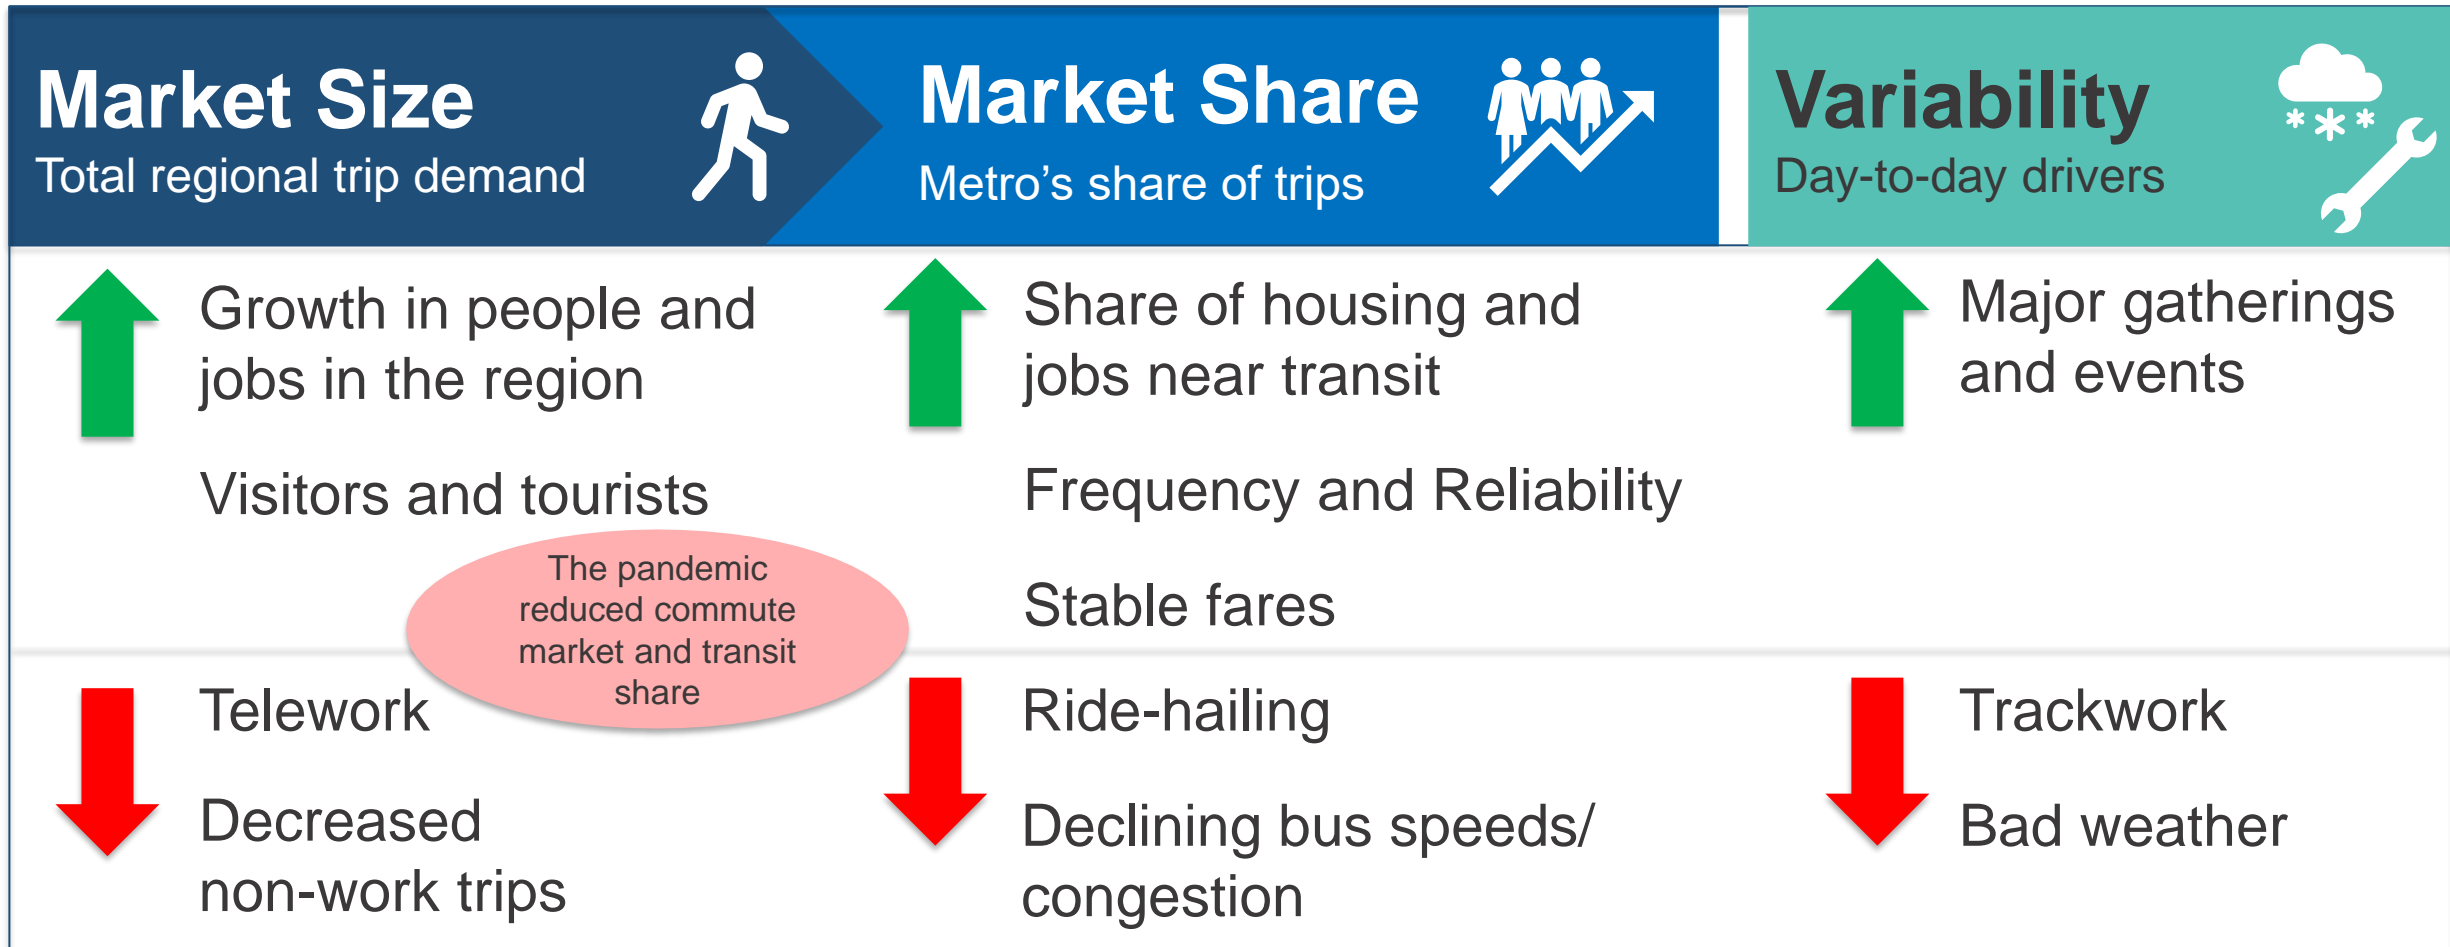 Market Size
Total regional trip demand
Market Share
Metro’s share of trips
Variability
Day-to-day drivers
Growth in people and
jobs in the region
Visitors and tourists
Share of housing and
jobs near transit
Frequency and Reliability
Stable fares
Major gatherings
and events
The pandemic
reduced commute
market and transit
share
Telework
Decreased
non-work trips
Ride-hailing
Declining bus speeds/
congestion
Trackwork
Bad weather